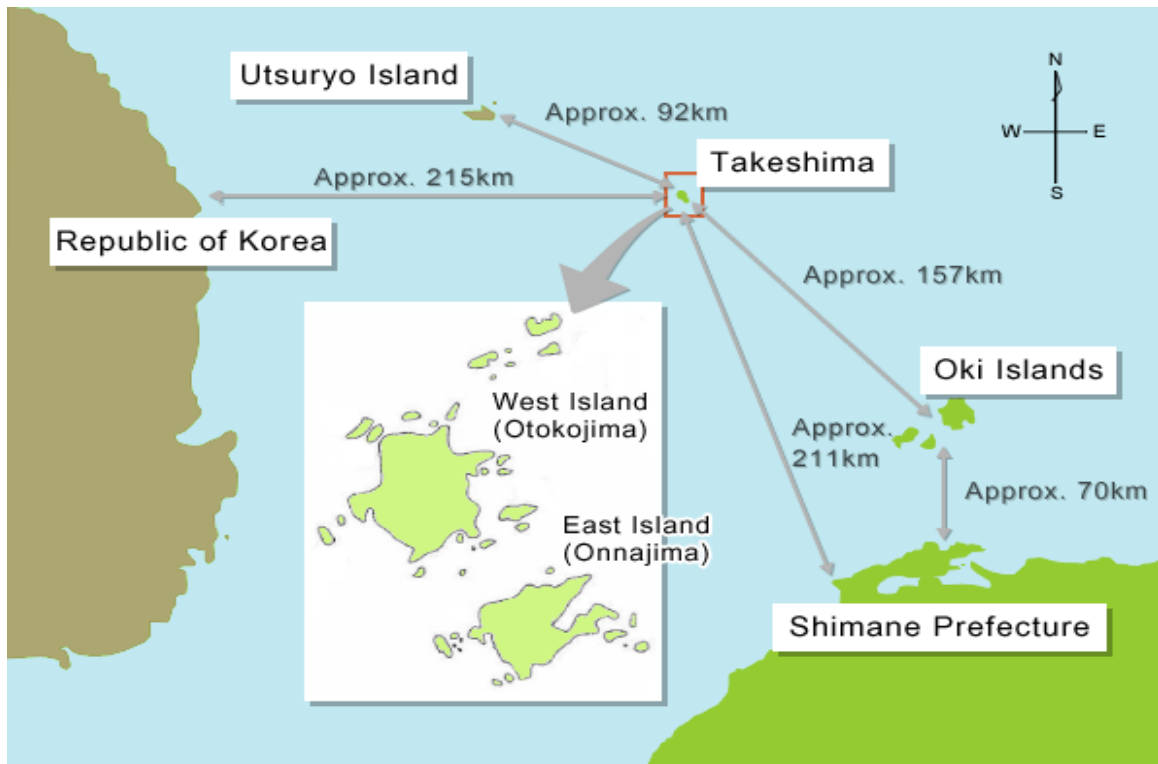 N
W E
S
Utsuryo Island
Approx. 92km
Takeshima
Approx. 215km
Republic of Korea
Approx. 157km
Oki Islands
West Island
(Otokojima)
Approx.
211km
Approx. 70km
East Island
(Onnajima)
Shimane Prefecture